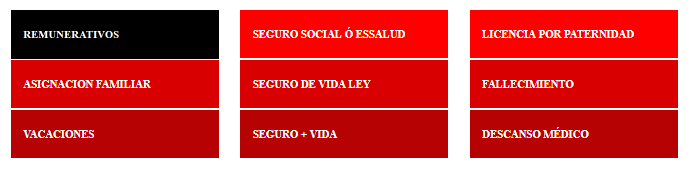 REMUNERATIVOS
ASIGNACION FAMILIAR
VACACIONES
SEGURO SOCIAL Ó ESSALUD
SEGURO DE VIDA LEY
SEGURO + VIDA
LICENCIA POR PATERNIDAD
FALLECIMIENTO
DESCANSO MÉDICO